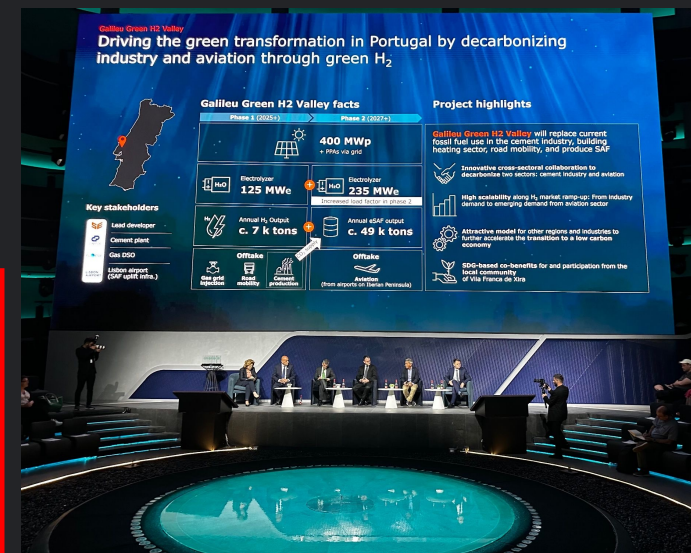 Galileu Green H2 Valley
Driving the green transformation in Portugal by decarbonizing
industry and aviation through green H₂
Galileu Green H2 Valley facts
Phase 1 (2025+)
Phase 2 (2027+)
400 MWp
+ PPAs via grid
H₂O
Electrolyzer
125 MWe
+
H₂O
Electrolyzer
235 MWe
Increased load factor in phase 2
H₂
Annual H₂ Output
c. 7 k tons
+
Annual eSAF output
c. 49 k tons
Offtake
Gas grid
injection
Road
mobility
Cement
production
Offtake
Aviation
(from airports on Iberian Peninsula)
Key stakeholders
Lead developer
Cement plant
Gas DSO
Lisbon airport
(SAF uplift infra.)
Project highlights
Galileu Green H2 Valley will replace current
fossil fuel use in the cement industry, building
heating sector, road mobility, and produce SAF
Innovative cross-sectoral collaboration to
decarbonize two sectors: cement industry and aviation
High scalability along H₂ market ramp-up: From industry
demand to emerging demand from aviation sector
Attractive model for other regions and industries to
further accelerate the transition to a low carbon
economy
SDG-based co-benefits for and participation from the
local community
of Vila Franca de Xira